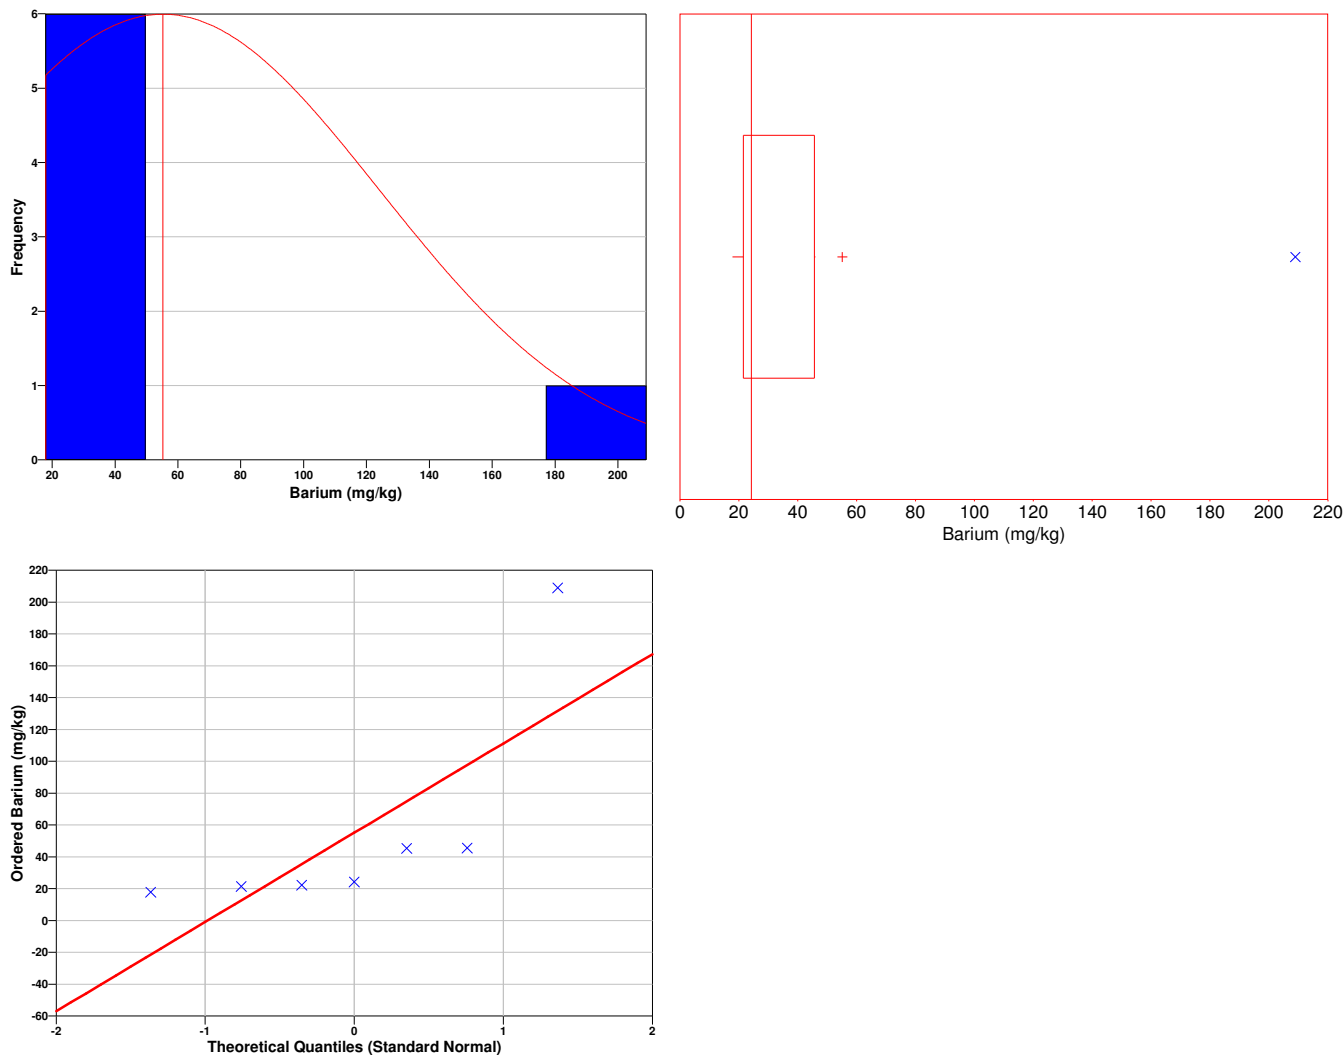 6
5
4
3
2
1
0
Frequency
20 40 60 80 100 120 140 160 180 200
Barium (mg/kg)
0 20 40 60 80 100 120 140 160 180 200 220
Barium (mg/kg)
220
200
180
160
140
120
100
80
60
40
20
0
-20
-40
-60
Ordered Barium (mg/kg)
-2 -1 0 1 2
Theoretical Quantiles (Standard Normal)